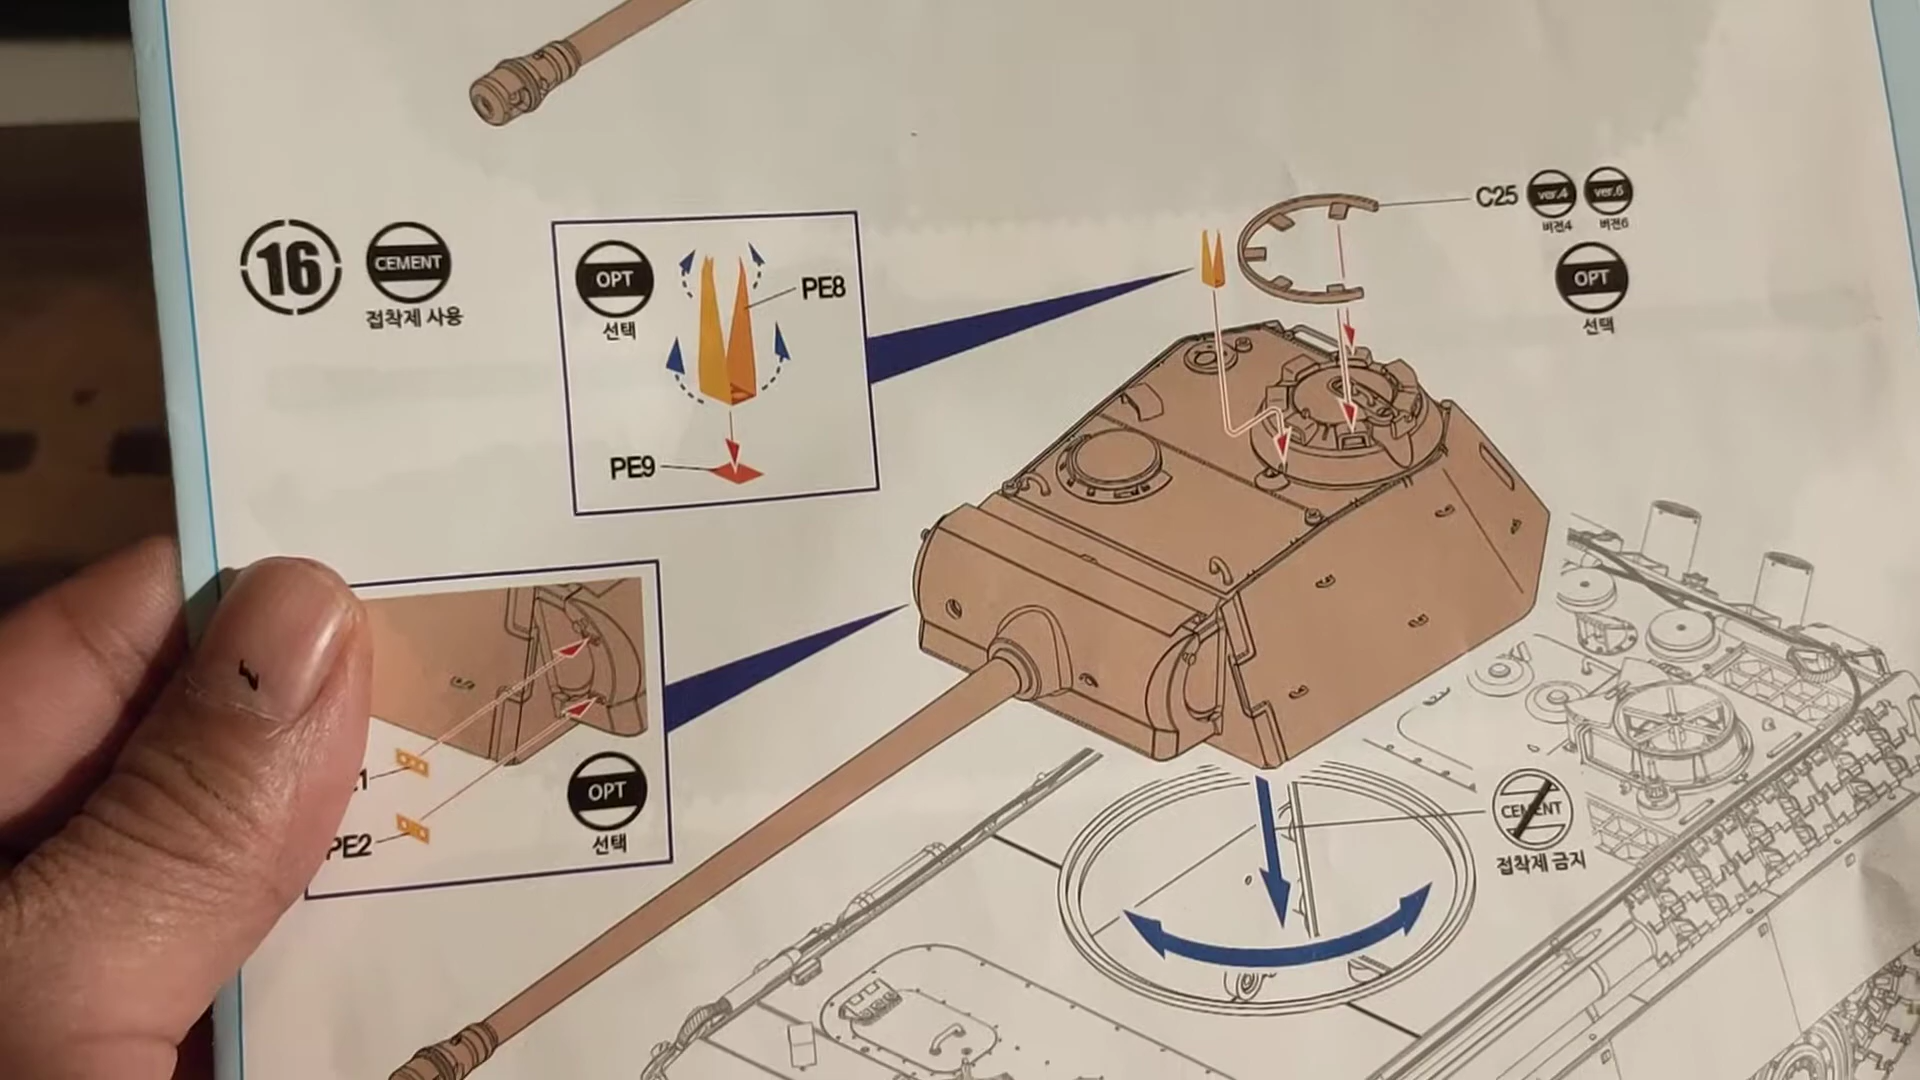 16
CEMENT
접착제 사용
OPT
선택
PE8
PE9
C25
ver.4
ver.6
버전4
버전6
OPT
선택
PE2
OPT
선택
CEMENT
접착제 금지